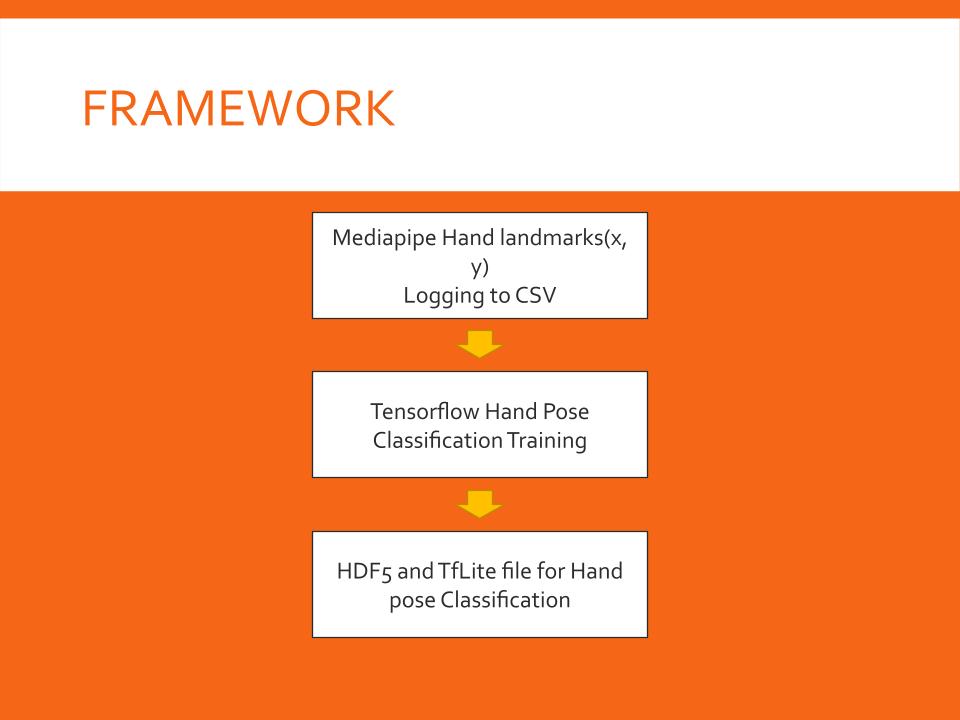 FRAMEWORK
Mediapipe Hand landmarks(x,
y)
Logging to CSV
Tensorflow Hand Pose
Classification Training
HDF5 and TfLite file for Hand
pose Classification